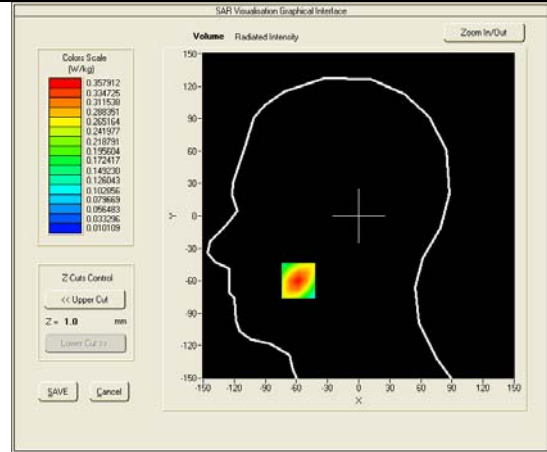 SAR Visualisation Graphical Interface
Volume Radiated Intensity
Zoom In/Out
Colors Scale
(W/kg)
0.357912
0.334725
0.311538
0.288351
0.265164
0.241977
0.218791
0.195604
0.172417
0.149230
0.126043
0.102856
0.079669
0.056483
0.033296
0.010109
Z Cuts Control
<< Upper Cut
Z = 1.0 mm
Lower Cut >>
SAVE Cancel
150
120
90
60
30
0
-30
-60
-90
-120
-150
Y
-150 -120 -90 -60 -30 0 30 60 90 120 150
X